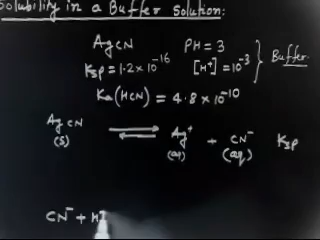 Solubility in a Buffer Solution:
AgCN PH = 3
Ksp = 1.2 × 10⁻¹⁶ [H⁺] = 10⁻³ } Buffer
Ka (HCN) = 4.8 × 10⁻¹⁰
AgCN ⇌ Ag⁺ + CN⁻ Ksp
(s) (aq) (aq)
CN⁻ + H